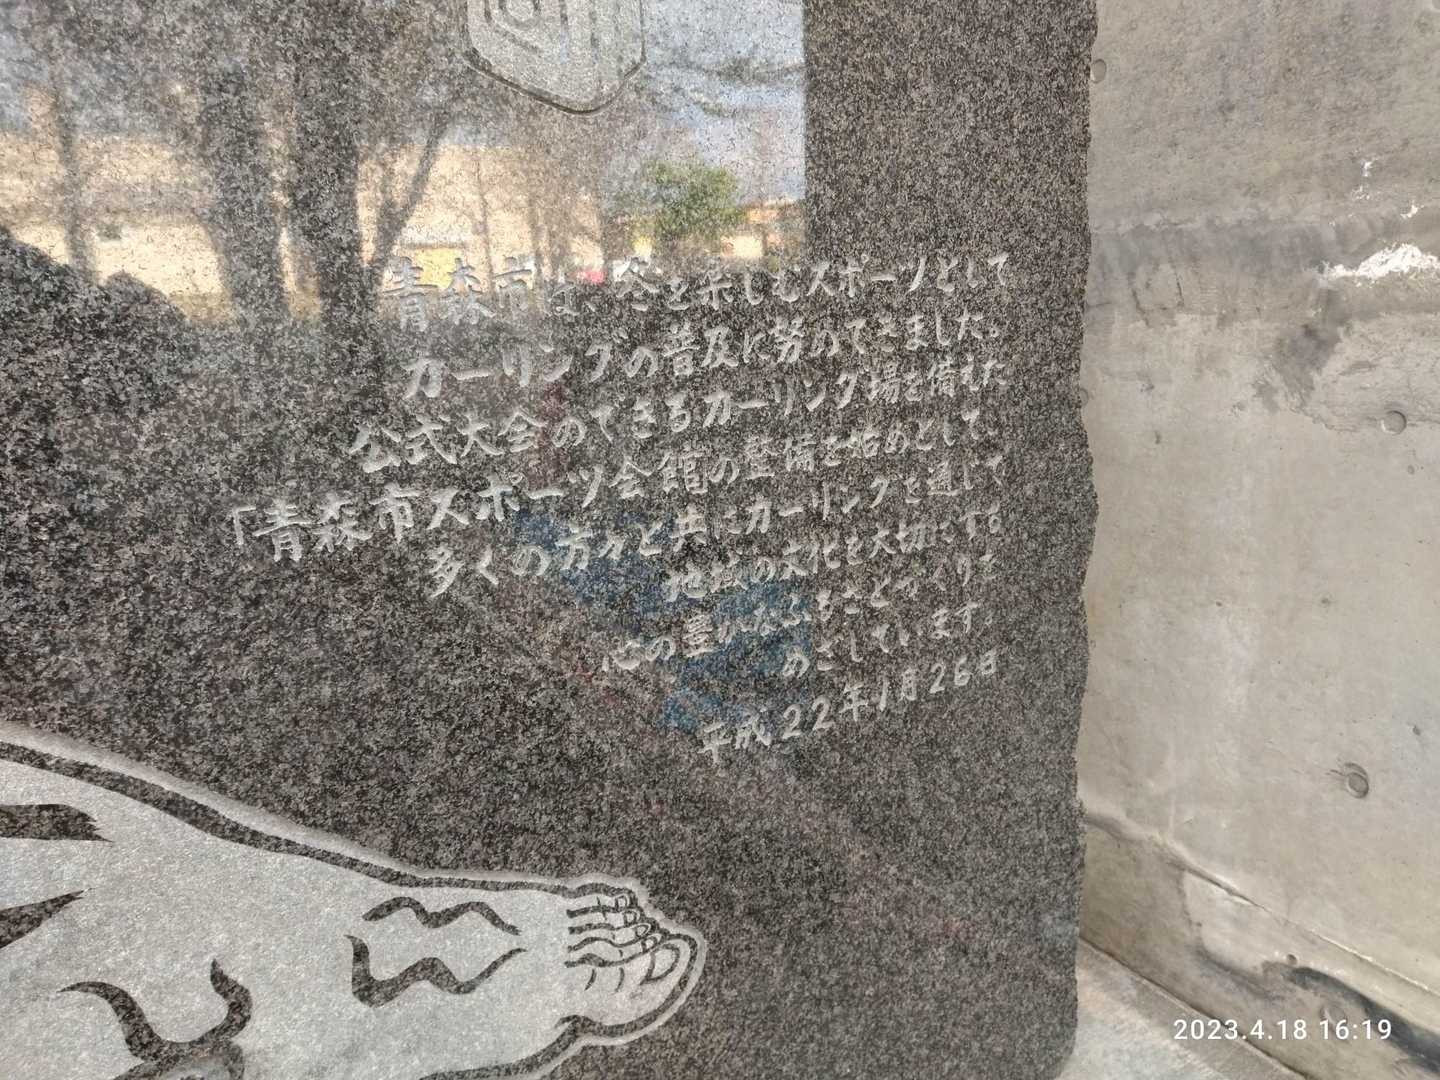 青森市は、冬を楽しむスポーツとして
カーリングの普及に努めてきました。
公式大会のできるカーリング場を備えた
「青森市スポーツ会館の整備を始めとして、
多くの方々と共にカーリングを通じて
地域の文化を大切にする
心の豊かなふるさとづくりを
めざしています。
平成22年1月26日
2023.4.18 16:19